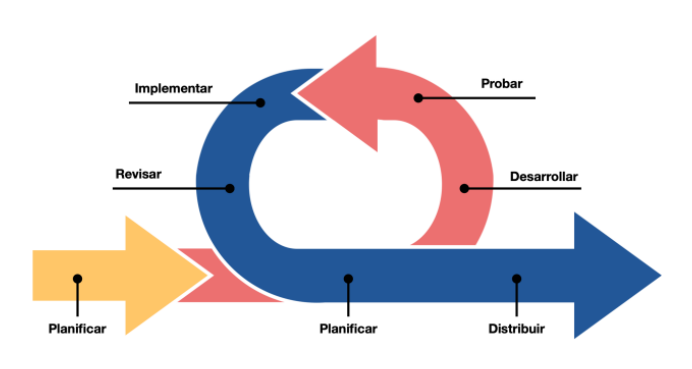 Implementar
Probar
Revisar
Desarrollar
Planificar
Planificar
Distribuir